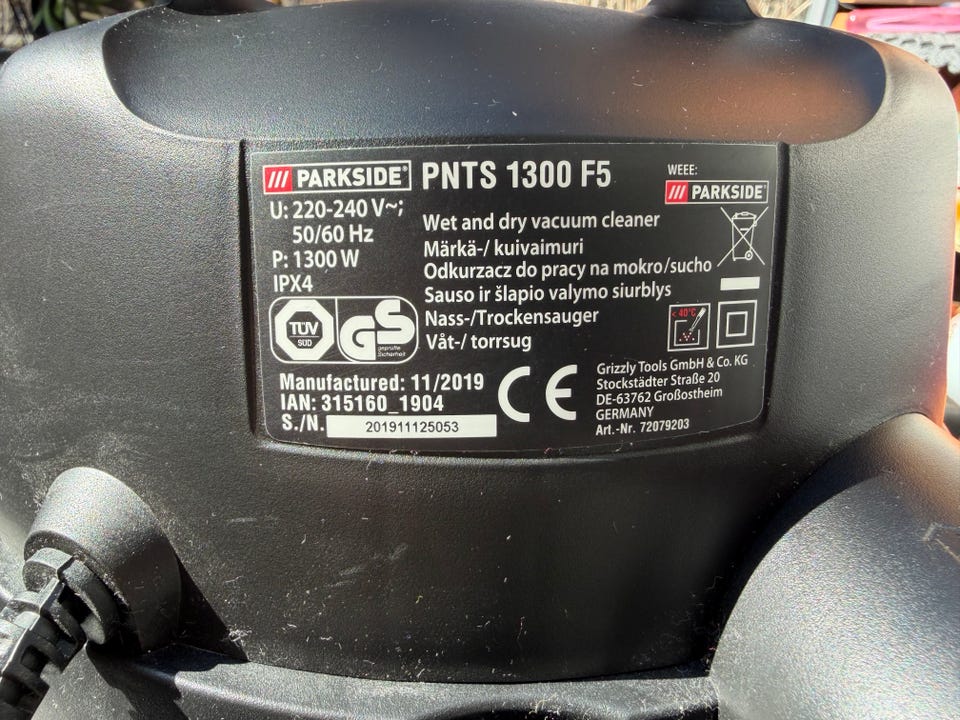 /// PARKSIDE® PNTS 1300 F5
U: 220-240 V~;
50/60 Hz
P: 1300 W
IPX4
TÜV
SÜD
GS
geprüfte
Sicherheit
Manufactured: 11/2019
IAN: 315160_1904
S./N. 201911125053
Wet and dry vacuum cleaner
Märkä-/ kuivaimuri
Odkurzacz do pracy na mokro/sucho
Sauso ir šlapio valymo siurblys
Nass-/Trockensauger
Våt-/ torrsug
CE
WEEE:
/// PARKSIDE®
< 40°C
Grizzly Tools GmbH & Co. KG
Stockstädter Straße 20
DE-63762 Großostheim
GERMANY
Art.-Nr. 72079203